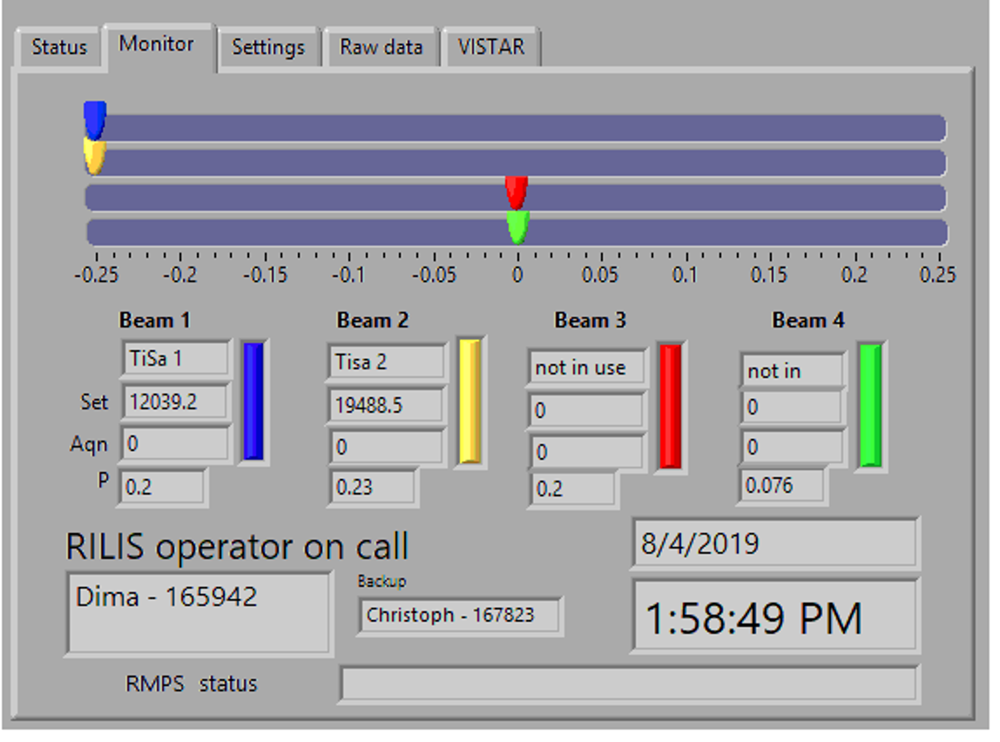 Status Monitor Settings Raw data VISTAR
-0.25 -0.2 -0.15 -0.1 -0.05 0 0.05 0.1 0.15 0.2 0.25
Beam 1 Beam 2 Beam 3 Beam 4
TiSa 1 Tisa 2 not in use not in
Set 12039.2 19488.5 0 0
Aqn 0 0 0 0
P 0.2 0.23 0.2 0.076
RILIS operator on call
8/4/2019
Backup
Dima - 165942
Christoph - 167823
1:58:49 PM
RMPS status